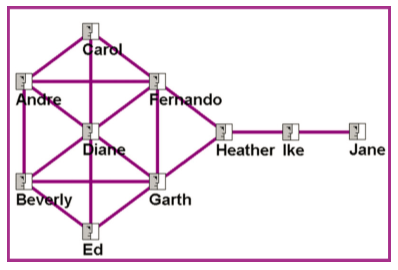 Carol
Andre
Fernando
Diane
Heather
Ike
Jane
Beverly
Garth
Ed